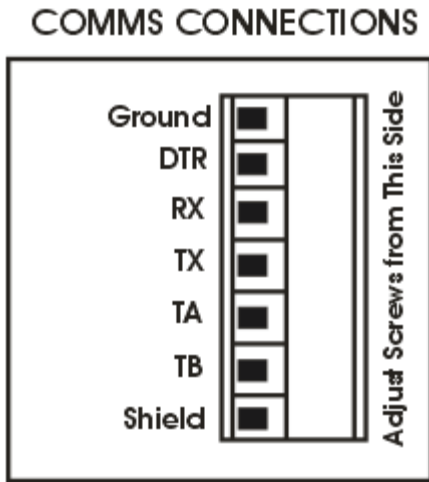 COMMS CONNECTIONS
Ground
DTR
RX
TX
TA
TB
Shield
Adjust Screws from This Side